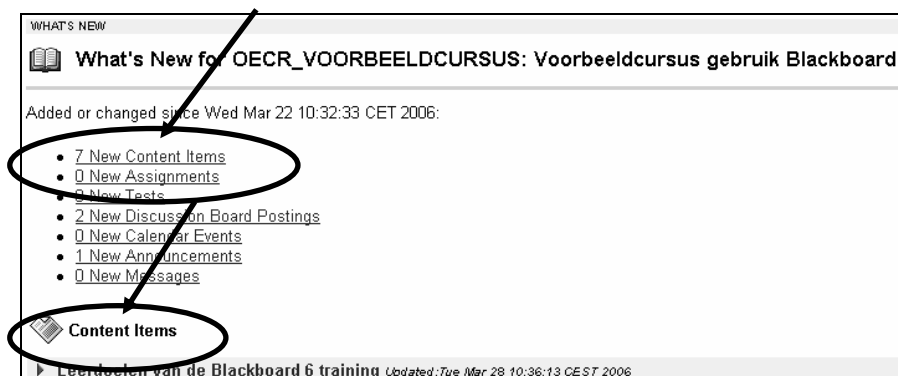 WHAT'S NEW
What's New for OECR_VOORBEELDCURSUS: Voorbeeldcursus gebruik Blackboard
Added or changed since Wed Mar 22 10:32:33 CET 2006:
7 New Content Items
0 New Assignments
0 New Tests
2 New Discussion Board Postings
0 New Calendar Events
1 New Announcements
0 New Messages
Content Items
Leerdoelen van de Blackboard 6 training Updated:Tue Mar 28 10:36:13 CEST 2006